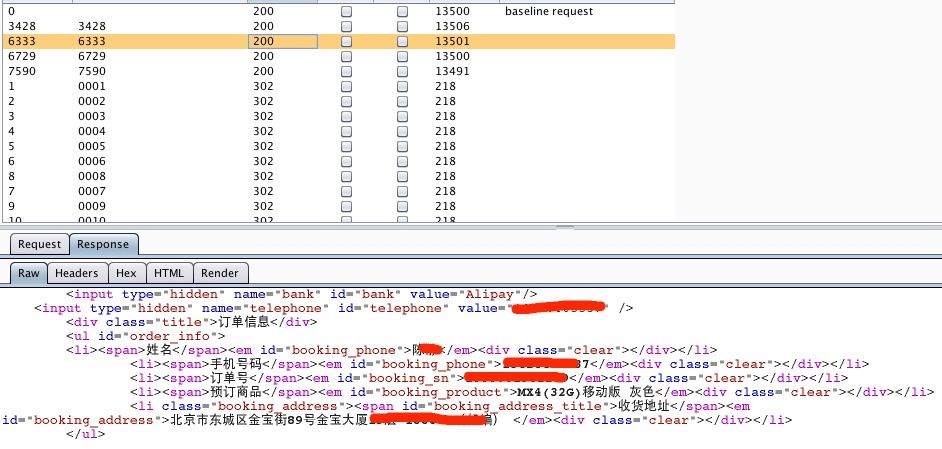 0 200 13500 baseline request
3428 3428 200 13506
6333 6333 200 13501
6729 6729 200 13500
7590 7590 200 13491
1 0001 302 218
2 0002 302 218
3 0003 302 218
4 0004 302 218
5 0005 302 218
6 0006 302 218
8 0008 302 218
7 0007 302 218
9 0009 302 218
10 0010 302 218
Request Response
Raw Headers Hex HTML Render
<input type="hidden" name="bank" id="bank" value="Alipay"/>
<input type="hidden" name="telephone" id="telephone" value=" " />
<div class="title">订单信息</div>
<ul id="order_info">
<li><span>姓名</span><em id="booking_phone">陈 </em><div class="clear"></div></li>
<li><span>手机号码</span><em id="booking_phone"> 37</em><div class="clear"></div></li>
<li><span>订单号</span><em id="booking_sn"> </em><div class="clear"></div></li>
<li><span>预订商品</span><em id="booking_product">MX4(32G)移动版 灰色</em><div class="clear"></div></li>
<li class="booking_address"><span id="booking_address_title">收货地址</span><em
id="booking_address">北京市东城区金宝街89号金宝大厦 ) </em><div class="clear"></div></li>
</ul>